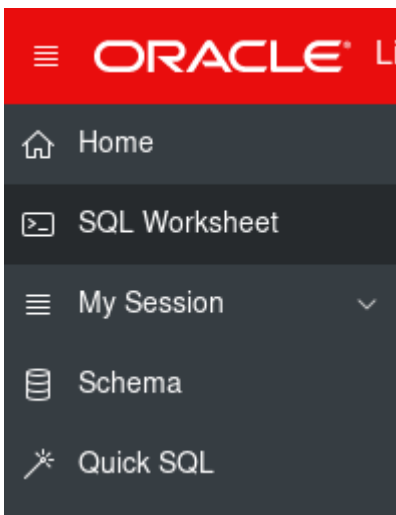 ORACLE®
Home
SQL Worksheet
My Session
Schema
Quick SQL